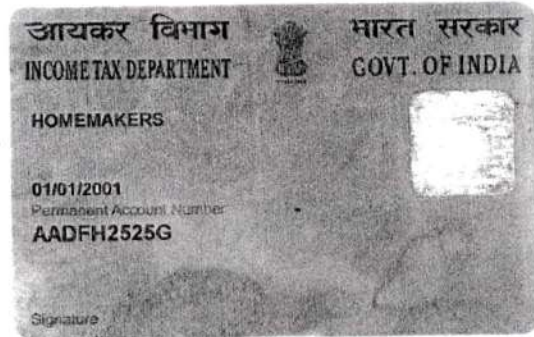 आयकर विभाग
INCOME TAX DEPARTMENT
भारत सरकार
GOVT. OF INDIA
HOMEMAKERS
01/01/2001
Permanent Account Number
AADFH2525G
Signature